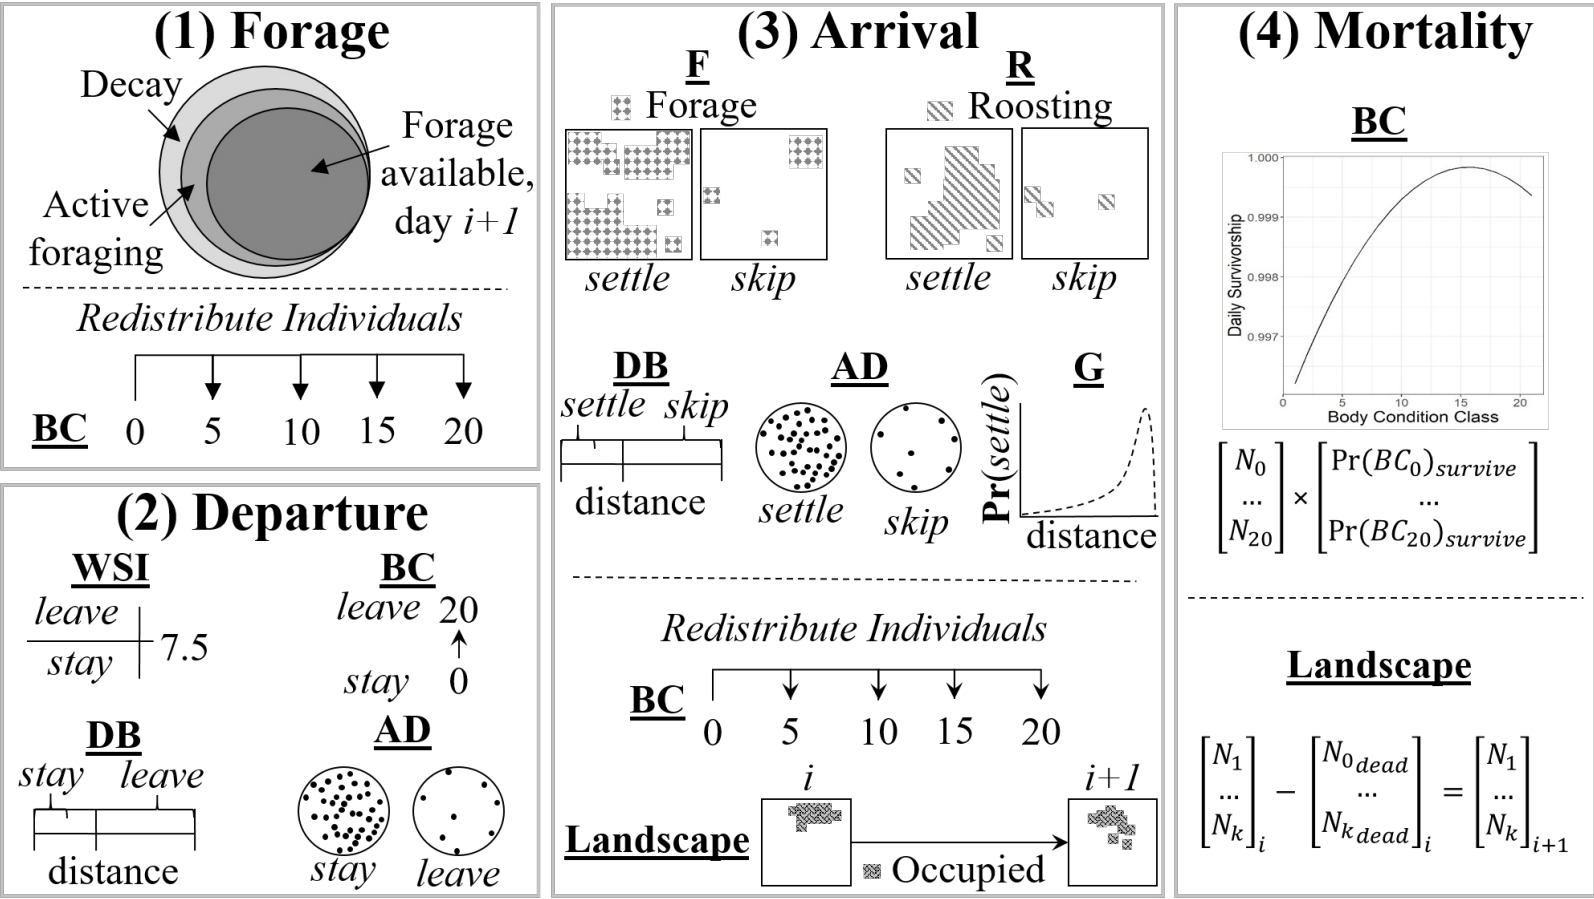 (1) Forage
Decay
Forage
available,
day i+1
Active
foraging
Redistribute Individuals
BC 0 5 10 15 20
(2) Departure
WSI
leave
stay
7.5
BC
leave 20
stay 0
DB
stay leave
distance
AD
stay leave
(3) Arrival
F
Forage
settle skip
R
Roosting
settle skip
DB
settle skip
distance
AD
settle skip
G
Pr(settle)
distance
Redistribute Individuals
BC 0 5 10 15 20
i i+1
Landscape
Occupied
(4) Mortality
BC
1.000
0.999
0.998
0.997
Daily Survivorship
0 5 10 15 20
Body Condition Class
[N0 ... N20] × [Pr(BC0)survive ... Pr(BC20)survive]
Landscape
[N1 ... Nk]i − [N0dead ... Nkdead]i = [N1 ... Nk]i+1